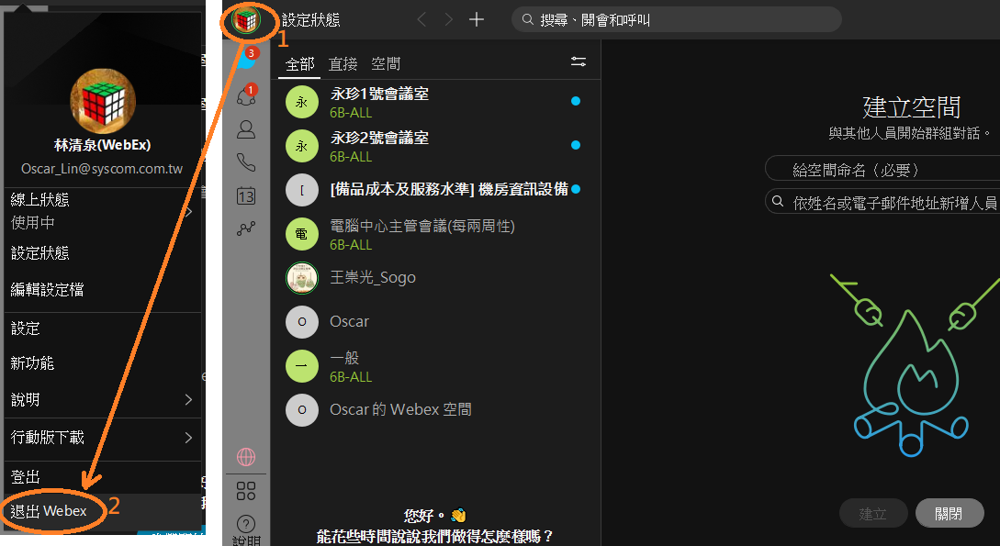 林清泉(WebEx)
Oscar_Lin@syscom.com.tw
線上狀態
使用中
設定狀態
編輯設定檔
設定
新功能
說明
行動版下載
登出
退出 Webex
2
設定狀態
搜尋、開會和呼叫
1
3
1
13
說明
全部 直接 空間
永
永珍1號會議室
6B-ALL
永
永珍2號會議室
6B-ALL
[
[備品成本及服務水準] 機房資訊設備
電
電腦中心主管會議(每兩周性)
6B-ALL
王崇光_Sogo
O
Oscar
一
一般
6B-ALL
O
Oscar 的 Webex 空間
您好。
能花些時間說說我們做得怎麼樣嗎？
建立空間
與其他人員開始群組對話。
給空間命名（必要）
依姓名或電子郵件地址新增人員
建立
關閉